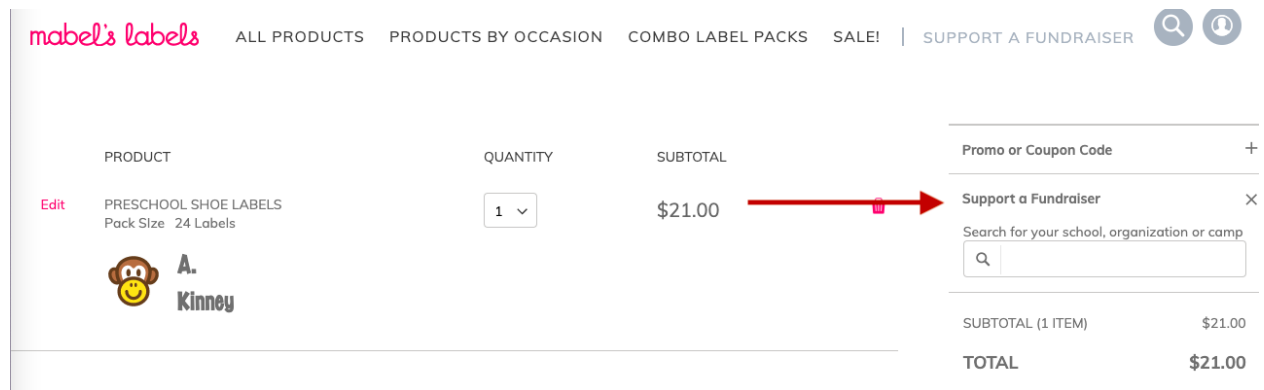 mabel's labels ALL PRODUCTS PRODUCTS BY OCCASION COMBO LABEL PACKS SALE! | SUPPORT A FUNDRAISER
PRODUCT QUANTITY SUBTOTAL
Edit PRESCHOOL SHOE LABELS 1 $21.00
Pack SIze 24 Labels
A.
Kinney
Promo or Coupon Code +
Support a Fundraiser ×
Search for your school, organization or camp
SUBTOTAL (1 ITEM) $21.00
TOTAL $21.00